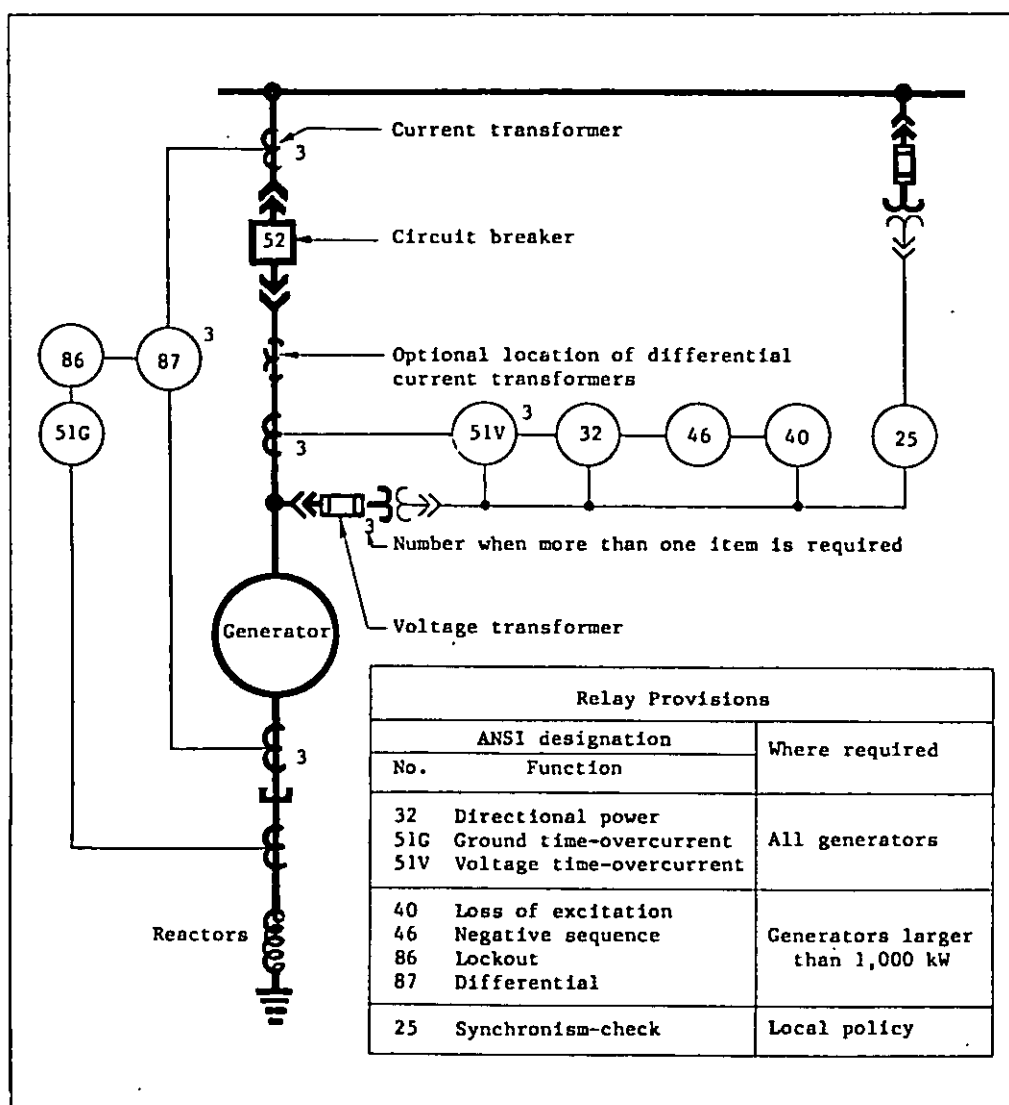 Current transformer
3
52
Circuit breaker
3
86
87
Optional location of differential
current transformers
51G
3
51V
3
32
46
40
25
3
Number when more than one item is required
Generator
Voltage transformer
3
Reactors
Relay Provisions
ANSI designation
No. Function
Where required
32 Directional power
51G Ground time-overcurrent
51V Voltage time-overcurrent
All generators
40 Loss of excitation
46 Negative sequence
86 Lockout
87 Differential
Generators larger
than 1,000 kW
25 Synchronism-check
Local policy